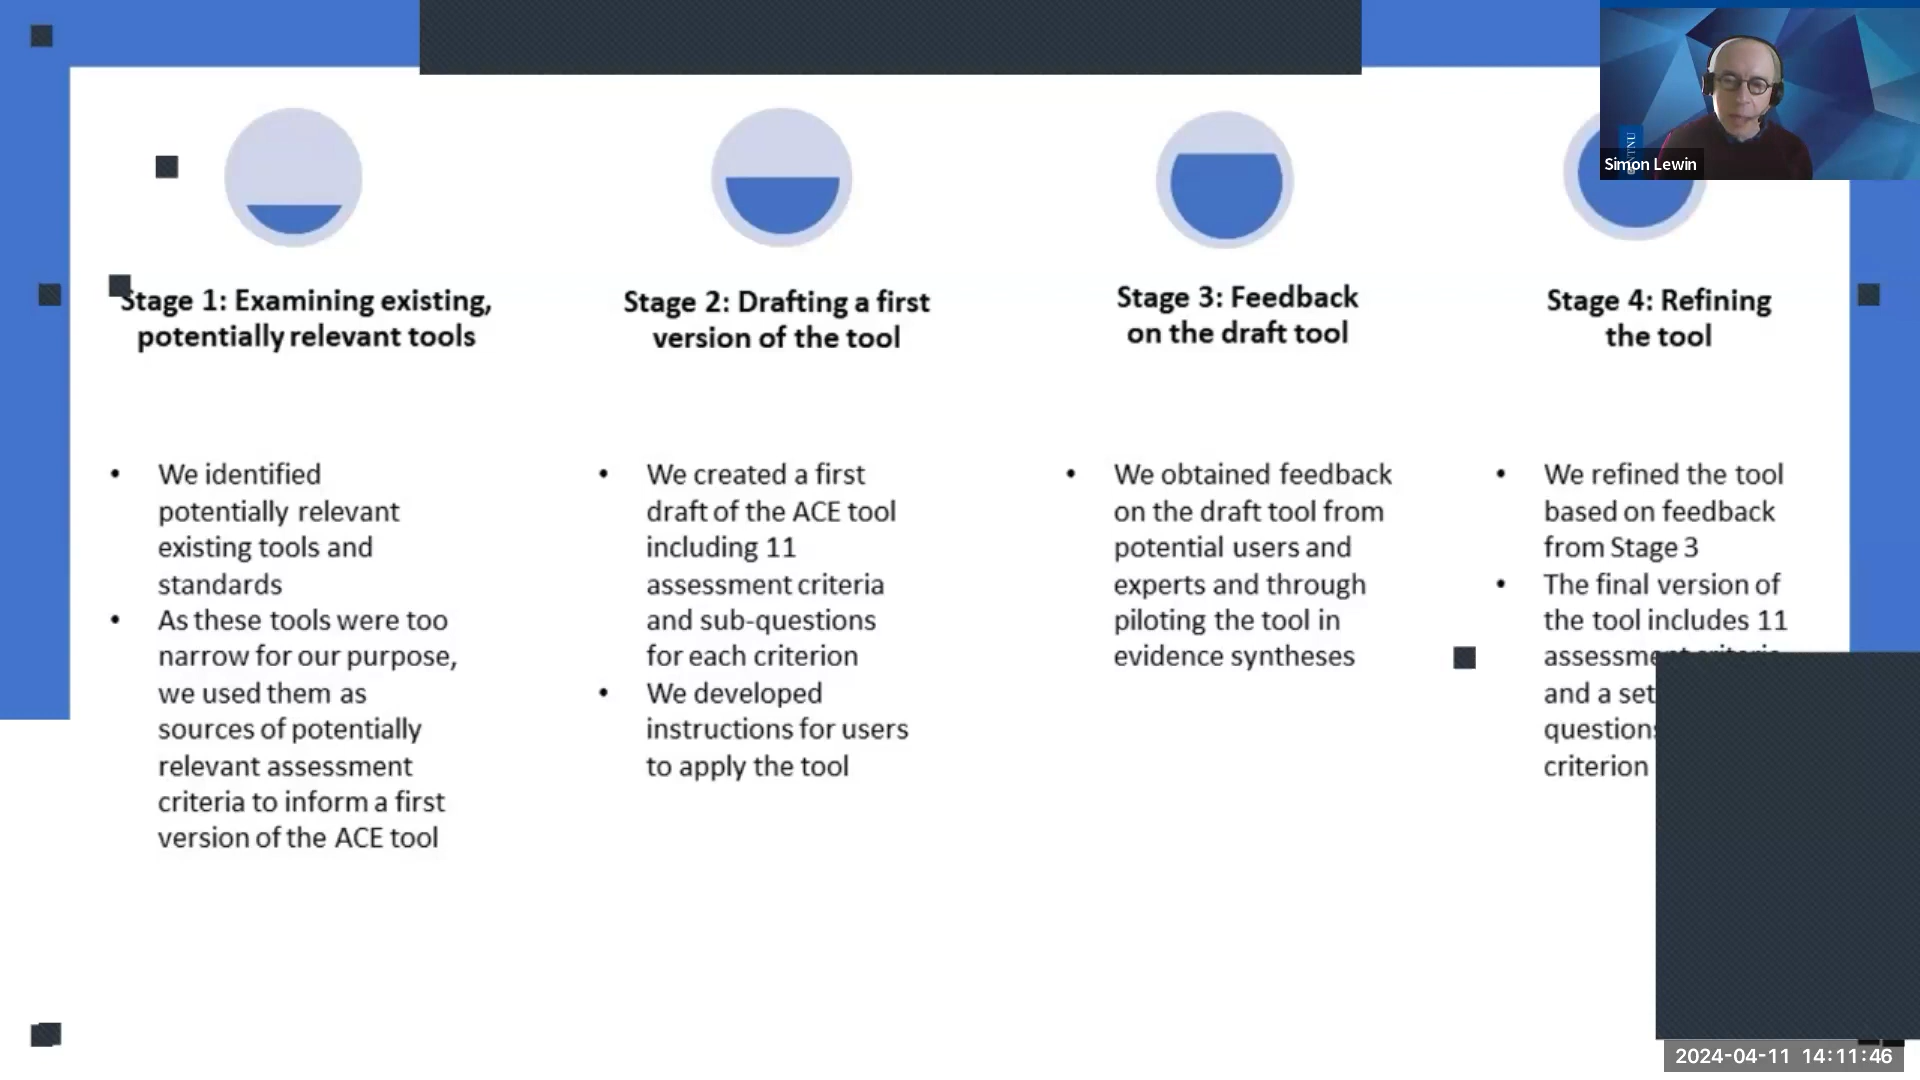 Stage 1: Examining existing,
potentially relevant tools
We identified
potentially relevant
existing tools and
standards
As these tools were too
narrow for our purpose,
we used them as
sources of potentially
relevant assessment
criteria to inform a first
version of the ACE tool
Stage 2: Drafting a first
version of the tool
We created a first
draft of the ACE tool
including 11
assessment criteria
and sub-questions
for each criterion
We developed
instructions for users
to apply the tool
Stage 3: Feedback
on the draft tool
We obtained feedback
on the draft tool from
potential users and
experts and through
piloting the tool in
evidence syntheses
Stage 4: Refining
the tool
We refined the tool
based on feedback
from Stage 3
The final version of
the tool includes 11
and a set
criterion
NTNU
Simon Lewin
2024-04-11 14:11:46